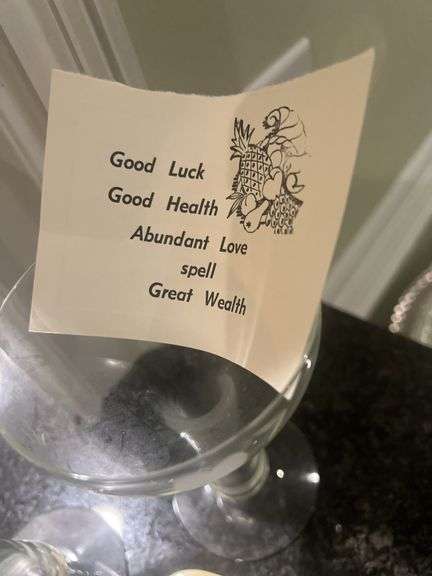 Good Luck
Good Health
Abundant Love
spell
Great Wealth